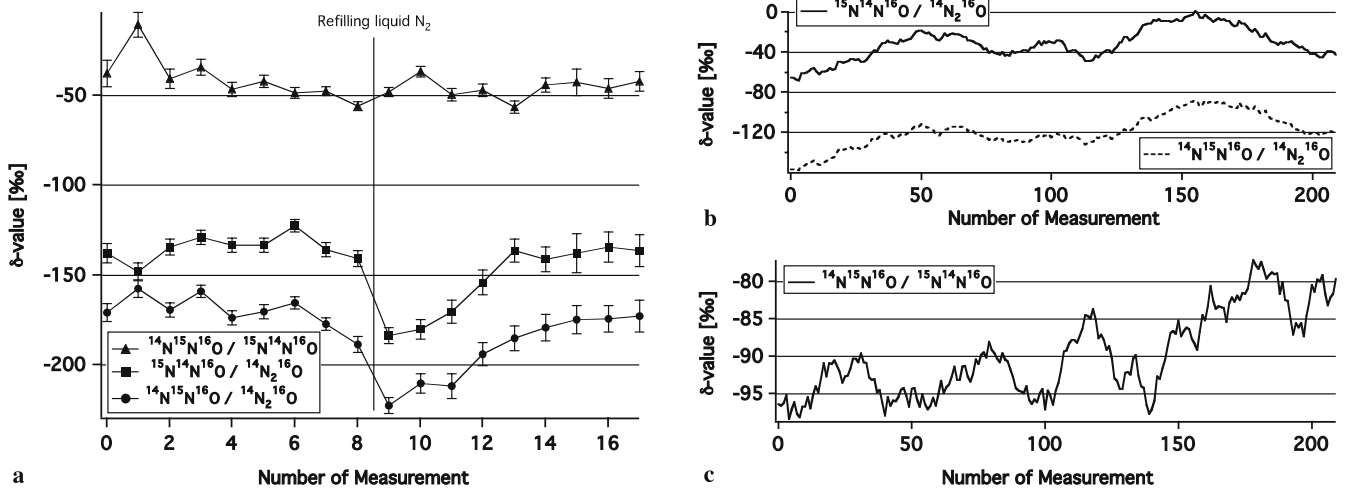 Refilling liquid N₂
δ-value [‰]
-50
-100
-150
-200
¹⁴N¹⁵N¹⁶O / ¹⁵N¹⁴N¹⁶O
¹⁵N¹⁴N¹⁶O / ¹⁴N₂¹⁶O
¹⁴N¹⁵N¹⁶O / ¹⁴N₂¹⁶O
0 2 4 6 8 10 12 14 16
Number of Measurement
a
¹⁵N¹⁴N¹⁶O / ¹⁴N₂¹⁶O
δ-value [‰]
0
-40
-80
-120
¹⁴N¹⁵N¹⁶O / ¹⁴N₂¹⁶O
0 50 100 150 200
Number of Measurement
b
¹⁴N¹⁵N¹⁶O / ¹⁵N¹⁴N¹⁶O
δ-value [‰]
-80
-85
-90
-95
0 50 100 150 200
Number of Measurement
c